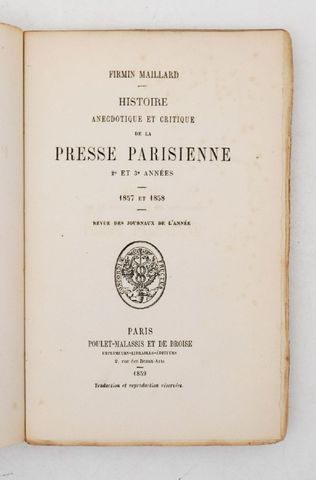 FIRMIN MAILLARD
HISTOIRE
ANECDOTIQUE ET CRITIQUE
DE LA
PRESSE PARISIENNE
2e ET 3e ANNÉES
1857 ET 1858
REVUE DES JOURNAUX DE L'ANNÉE
PARIS
POULET-MALASSIS ET DE BROISE
IMPRIMEURS-LIBRAIRES-ÉDITEURS
9, rue des Beaux-Arts
1859
Traduction et reproduction réservées.